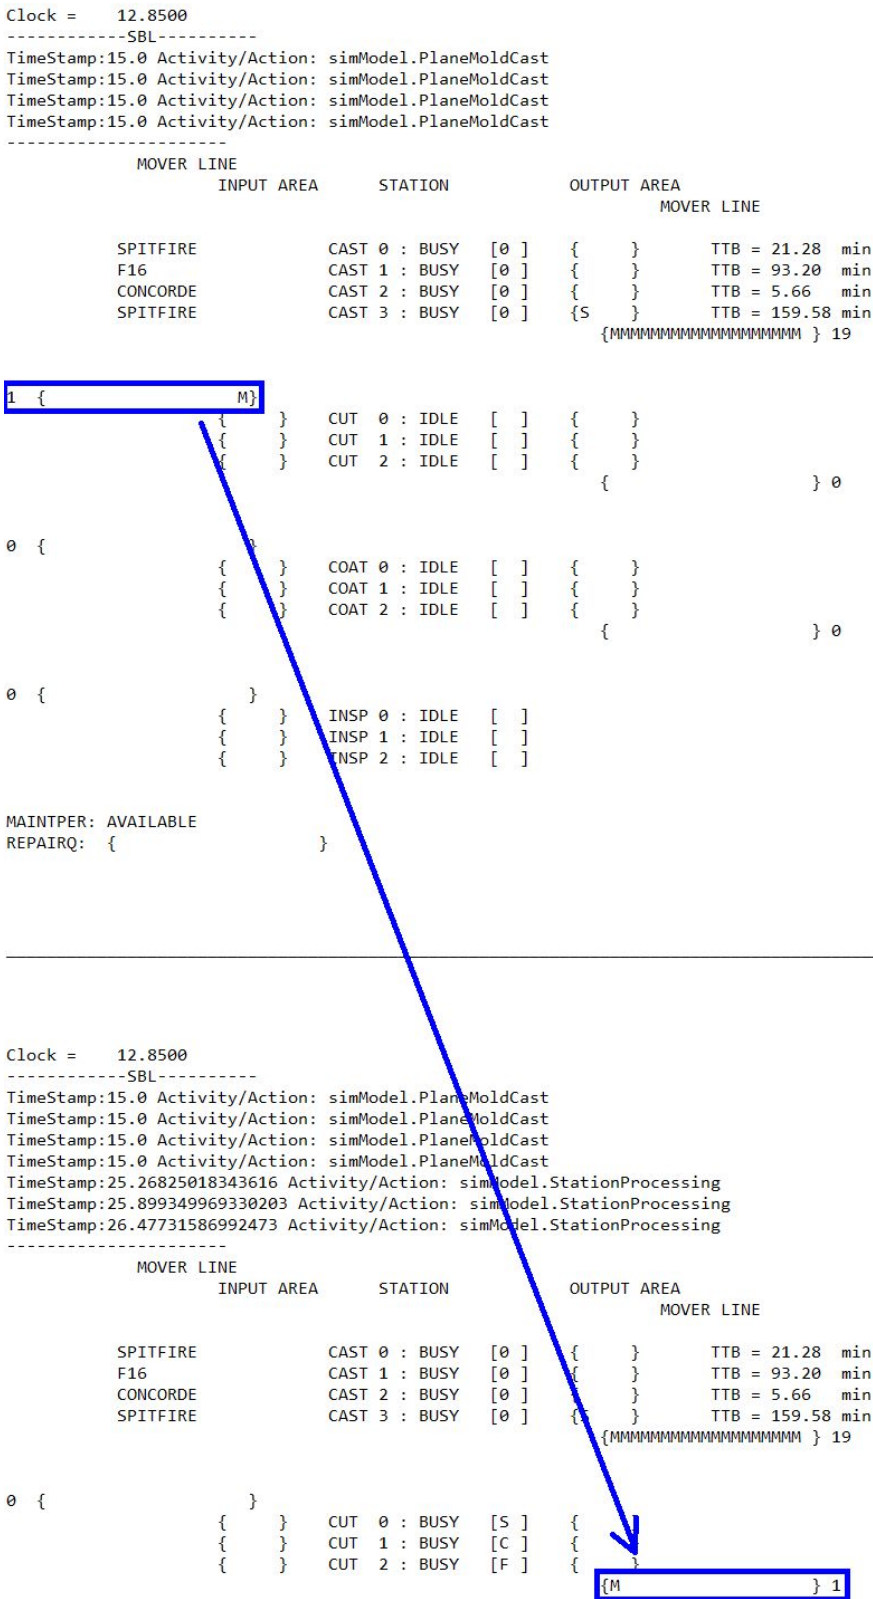 Clock =    12.8500
------------SBL----------
TimeStamp:15.0 Activity/Action: simModel.PlaneMoldCast
TimeStamp:15.0 Activity/Action: simModel.PlaneMoldCast
TimeStamp:15.0 Activity/Action: simModel.PlaneMoldCast
TimeStamp:15.0 Activity/Action: simModel.PlaneMoldCast
----------------------
MOVER LINE
INPUT AREA      STATION            OUTPUT AREA
MOVER LINE
SPITFIRE             CAST 0 : BUSY   [0 ]    {     }       TTB = 21.28  min
F16                  CAST 1 : BUSY   [0 ]    {     }       TTB = 93.20  min
CONCORDE             CAST 2 : BUSY   [0 ]    {     }       TTB = 5.66   min
SPITFIRE             CAST 3 : BUSY   [0 ]    {S    }       TTB = 159.58 min
{MMMMMMMMMMMMMMMMMMM } 19
1  {                   M}
{     }    CUT  0 : IDLE   [  ]    {     }
{     }    CUT  1 : IDLE   [  ]    {     }
{     }    CUT  2 : IDLE   [  ]    {     }
{                    } 0
0  {                    }
{     }    COAT 0 : IDLE   [  ]    {     }
{     }    COAT 1 : IDLE   [  ]    {     }
{     }    COAT 2 : IDLE   [  ]    {     }
{                    } 0
0  {                    }
{     }    INSP 0 : IDLE   [  ]
{     }    INSP 1 : IDLE   [  ]
{     }    INSP 2 : IDLE   [  ]
MAINTPER: AVAILABLE
REPAIRQ:  {                    }
Clock =    12.8500
------------SBL----------
TimeStamp:15.0 Activity/Action: simModel.PlaneMoldCast
TimeStamp:15.0 Activity/Action: simModel.PlaneMoldCast
TimeStamp:15.0 Activity/Action: simModel.PlaneMoldCast
TimeStamp:15.0 Activity/Action: simModel.PlaneMoldCast
TimeStamp:25.26825018343616 Activity/Action: simModel.StationProcessing
TimeStamp:25.899349969330203 Activity/Action: simModel.StationProcessing
TimeStamp:26.47731586992473 Activity/Action: simModel.StationProcessing
----------------------
MOVER LINE
INPUT AREA      STATION            OUTPUT AREA
MOVER LINE
SPITFIRE             CAST 0 : BUSY   [0 ]    {     }       TTB = 21.28  min
F16                  CAST 1 : BUSY   [0 ]    {     }       TTB = 93.20  min
CONCORDE             CAST 2 : BUSY   [0 ]    {     }       TTB = 5.66   min
SPITFIRE             CAST 3 : BUSY   [0 ]    {S    }       TTB = 159.58 min
{MMMMMMMMMMMMMMMMMMM } 19
0  {                    }
{     }    CUT  0 : BUSY   [S ]    {     }
{     }    CUT  1 : BUSY   [C ]    {     }
{     }    CUT  2 : BUSY   [F ]    {     }
{M                   } 1